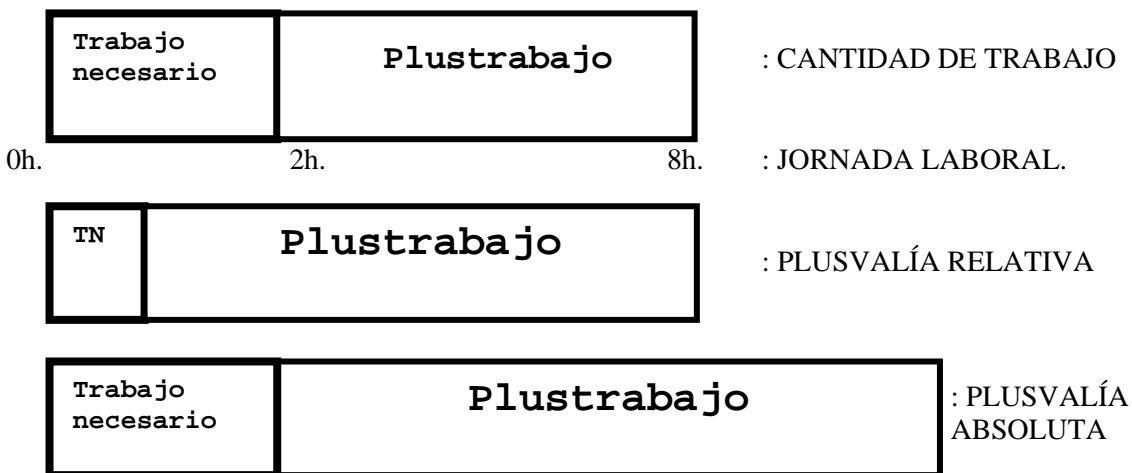 Trabajo
necesario
Plustrabajo
: CANTIDAD DE TRABAJO
0h.
2h.
8h.
: JORNADA LABORAL.
TN
Plustrabajo
: PLUSVALÍA RELATIVA
Trabajo
necesario
Plustrabajo
: PLUSVALÍA
ABSOLUTA